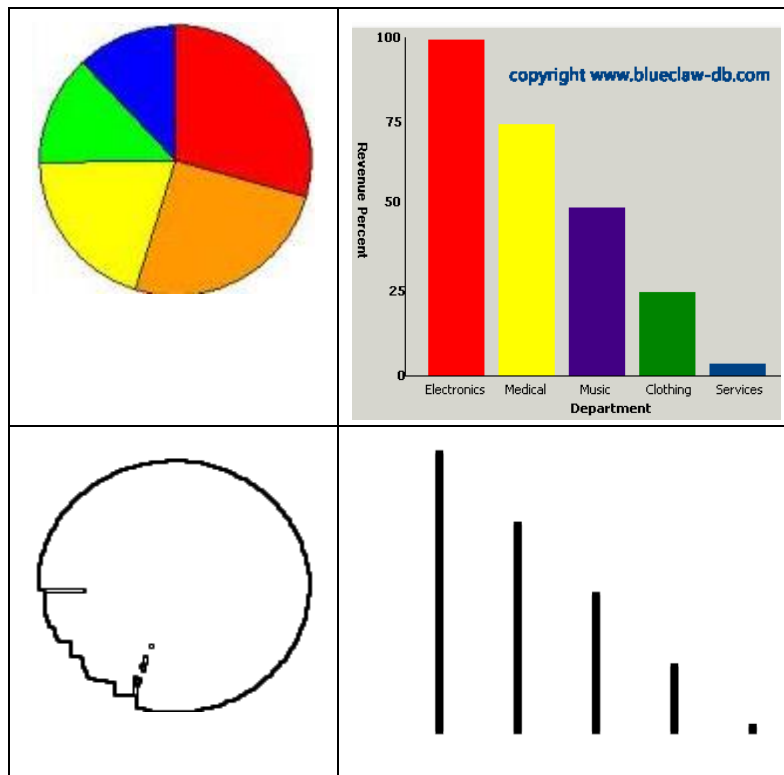 100
copyright www.blueclaw-db.com
75
Revenue Percent
50
25
0
Electronics Medical Music Clothing Services
Department